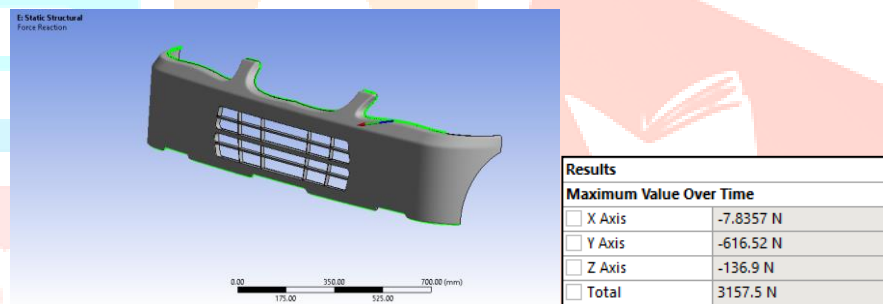 E: Static Structural
Force Reaction
0.00 350.00 700.00 (mm)
175.00 525.00
Results
Maximum Value Over Time
X Axis -7.8357 N
Y Axis -616.52 N
Z Axis -136.9 N
Total 3157.5 N